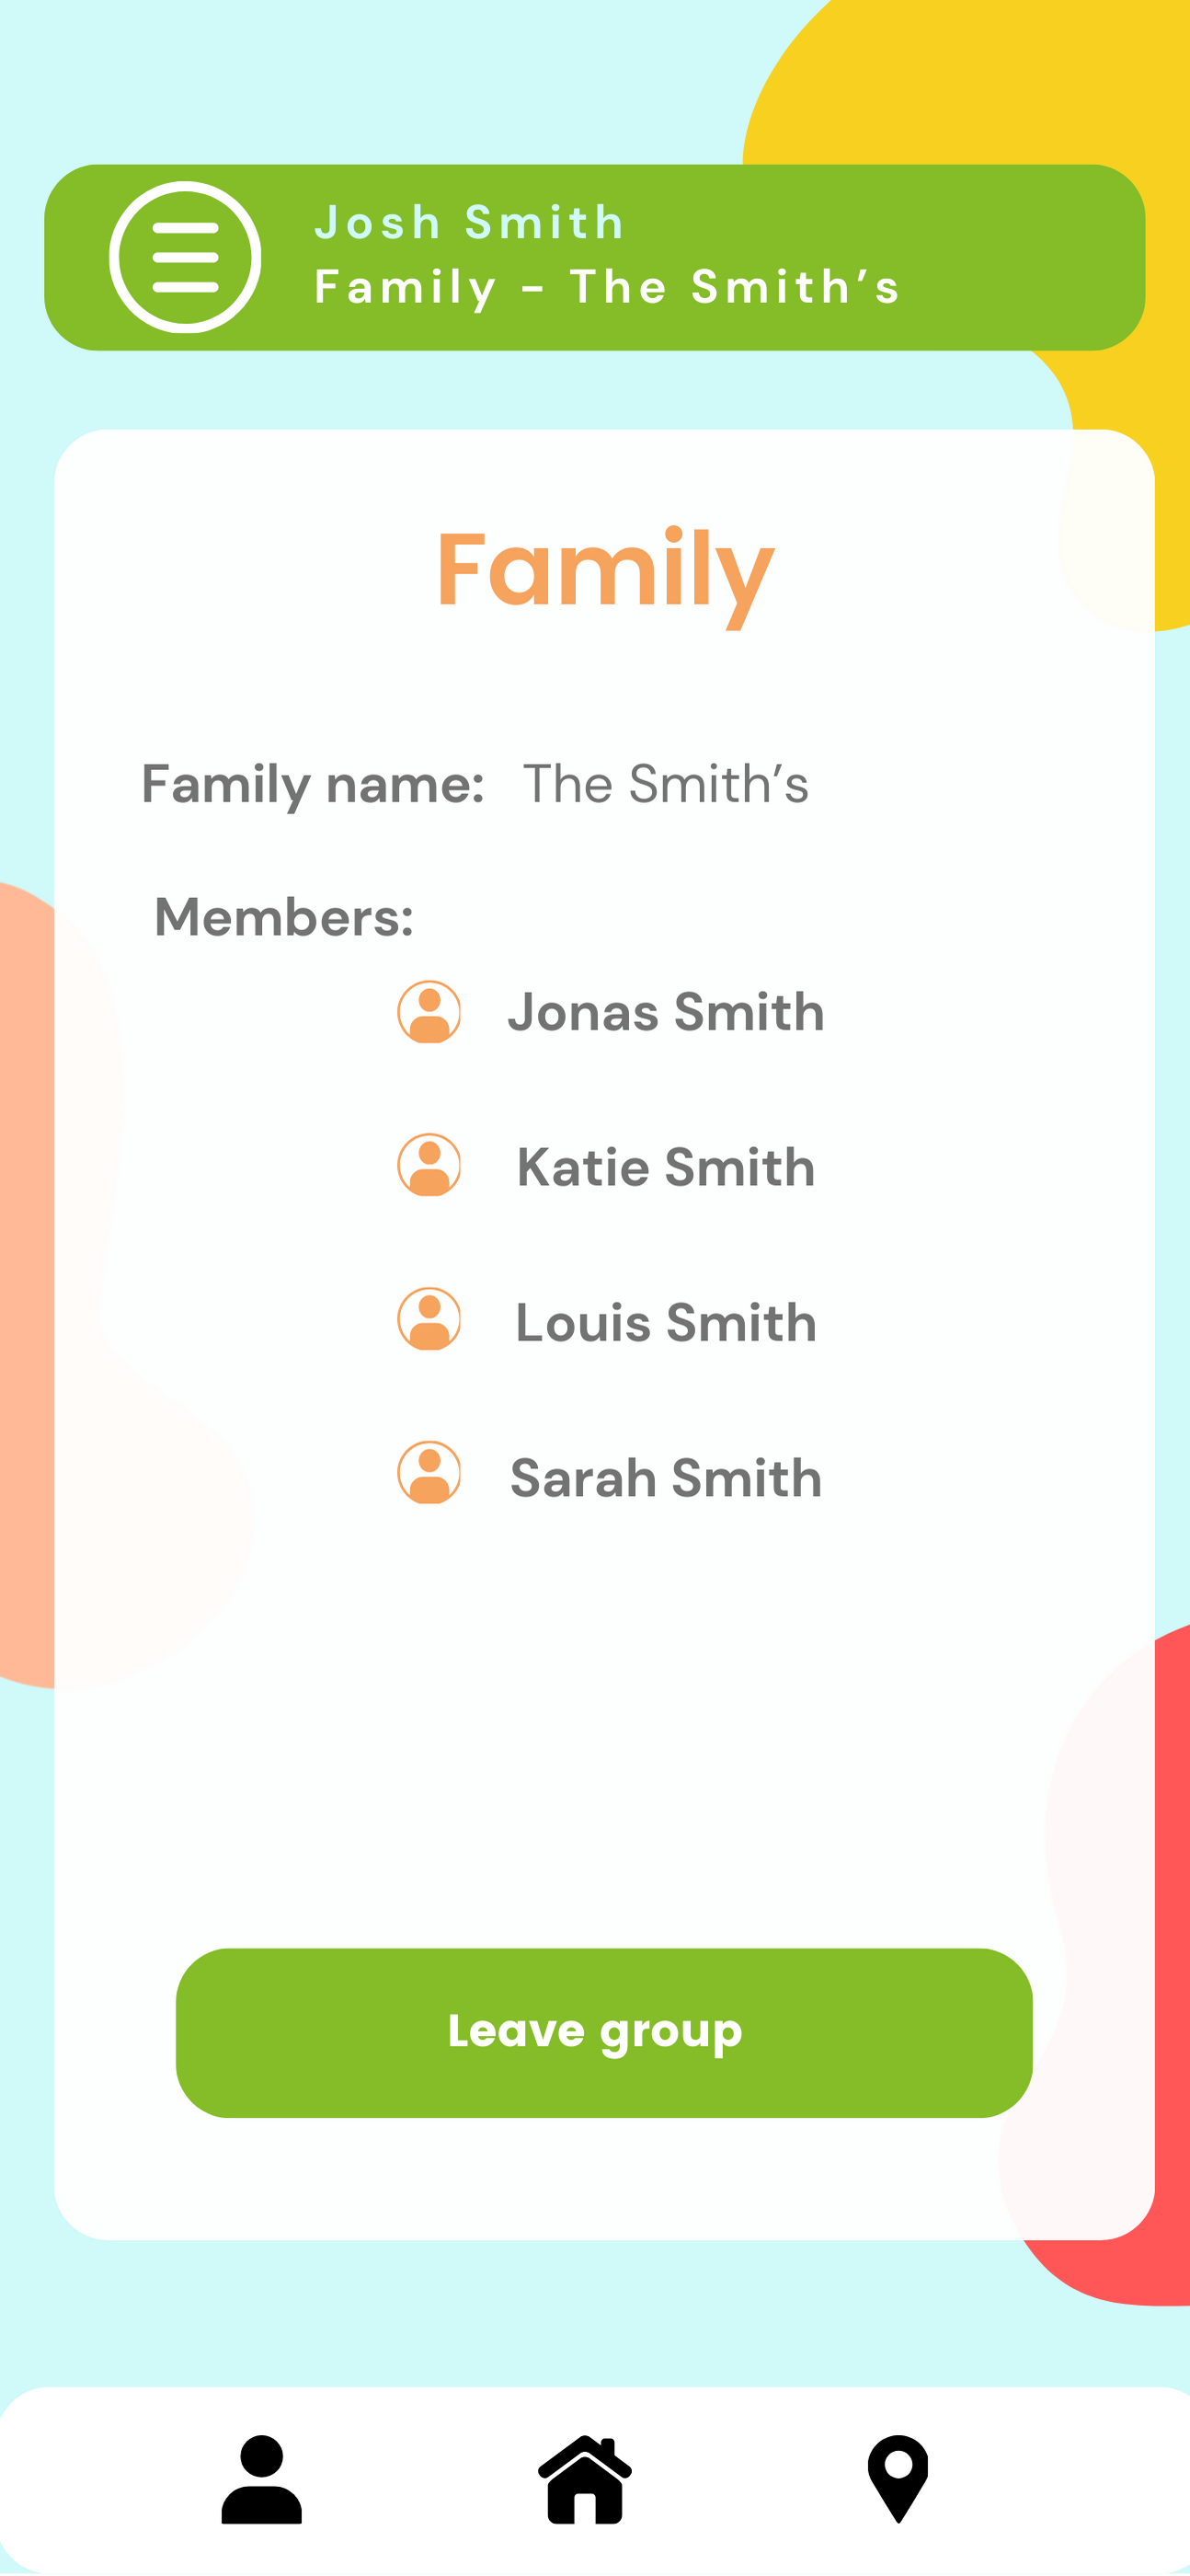 Josh Smith
Family - The Smith’s
Family
Family name: The Smith’s
Members:
Jonas Smith
Katie Smith
Louis Smith
Sarah Smith
Leave group